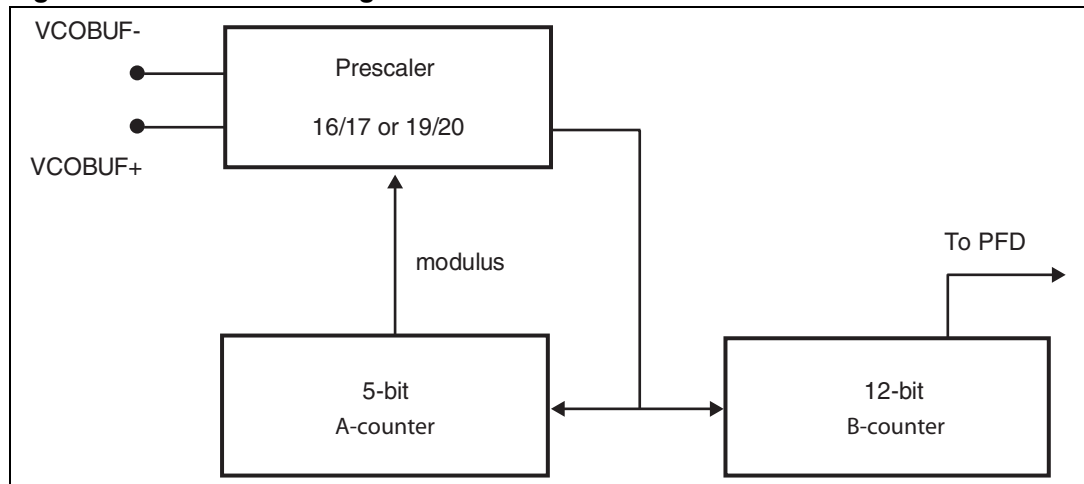 VCOBUF-
Prescaler
16/17 or 19/20
VCOBUF+
To PFD
modulus
5-bit
A-counter
12-bit
B-counter